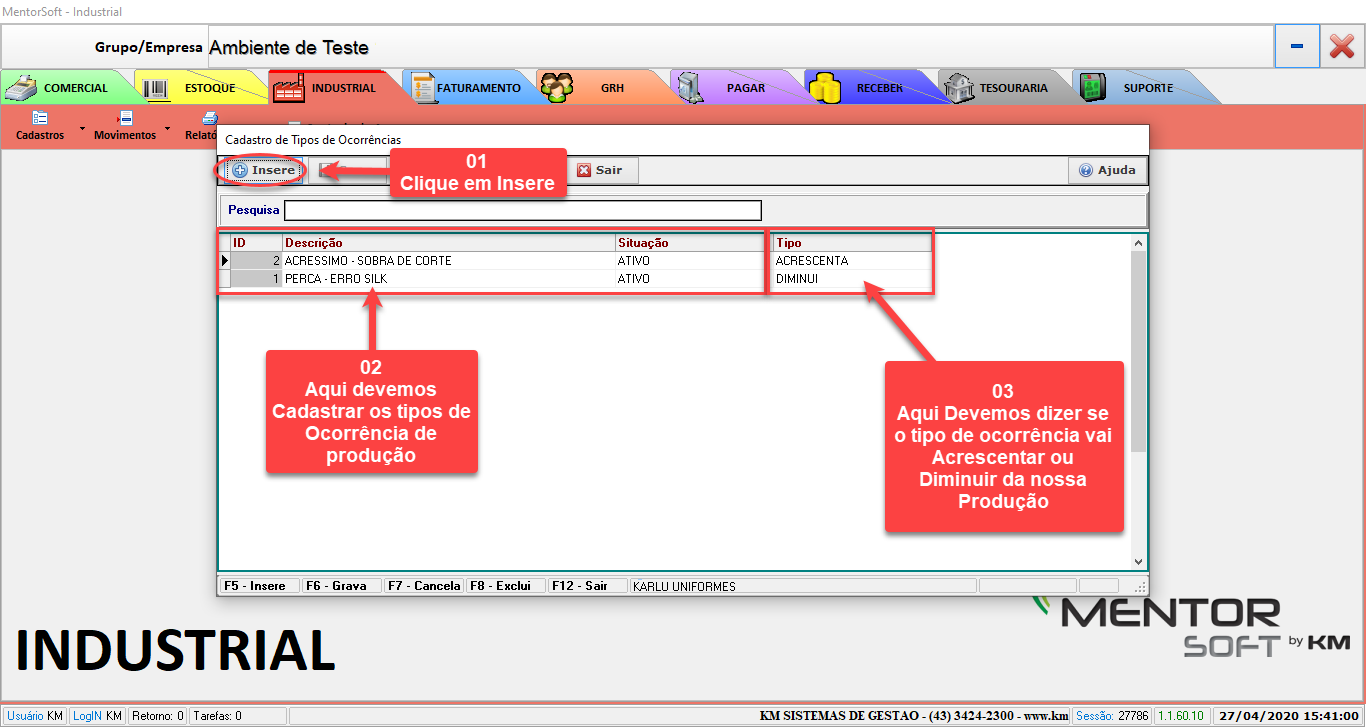 MentorSoft - Industrial
Grupo/Empresa Ambiente de Teste
COMERCIAL ESTOQUE INDUSTRIAL FATURAMENTO GRH PAGAR RECEBER TESOURARIA SUPORTE
Cadastros Movimentos Relató
Cadastro de Tipos de Ocorrências
Insere Sair Ajuda
01
Clique em Insere
Pesquisa
ID Descrição Situação Tipo
2 ACRESSIMO - SOBRA DE CORTE ATIVO ACRESCENTA
1 PERCA - ERRO SILK ATIVO DIMINUI
02
Aqui devemos
Cadastrar os tipos de
Ocorrência de
produção
03
Aqui Devemos dizer se
o tipo de ocorrência vai
Acrescentar ou
Diminuir da nossa
Produção
F5 - Insere F6 - Grava F7 - Cancela F8 - Exclui F12 - Sair KARLU UNIFORMES
INDUSTRIAL
MENTOR
SOFT by KM
Usuário KM LogIN KM Retorno: 0 Tarefas: 0 KM SISTEMAS DE GESTAO - (43) 3424-2300 - www.km Sessão: 27786 1.1.60.10 27/04/2020 15:41:00